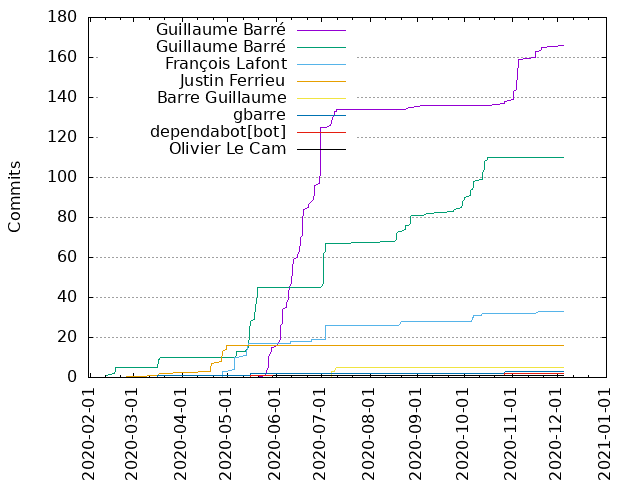 180
160
140
120
100
80
60
40
20
0
Commits
Guillaume Barré
Guillaume Barré
François Lafont
Justin Ferrieu
Barre Guillaume
gbarre
dependabot[bot]
Olivier Le Cam
2020-02-01
2020-03-01
2020-04-01
2020-05-01
2020-06-01
2020-07-01
2020-08-01
2020-09-01
2020-10-01
2020-11-01
2020-12-01
2021-01-01